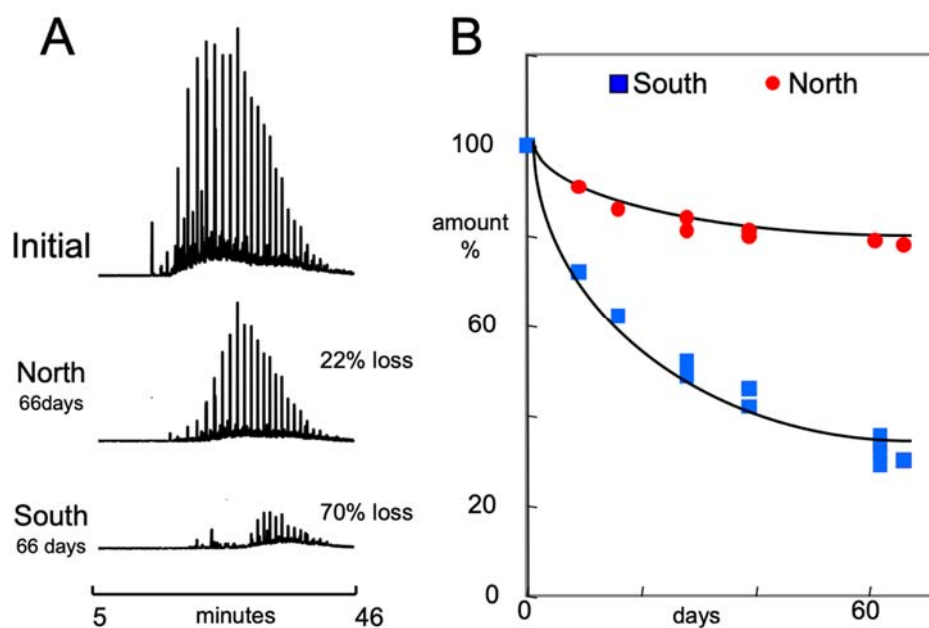 A
Initial
North
66days
22% loss
South
66 days
70% loss
5 minutes 46
B
South North
100
amount
%
60
20
0
0 days 60